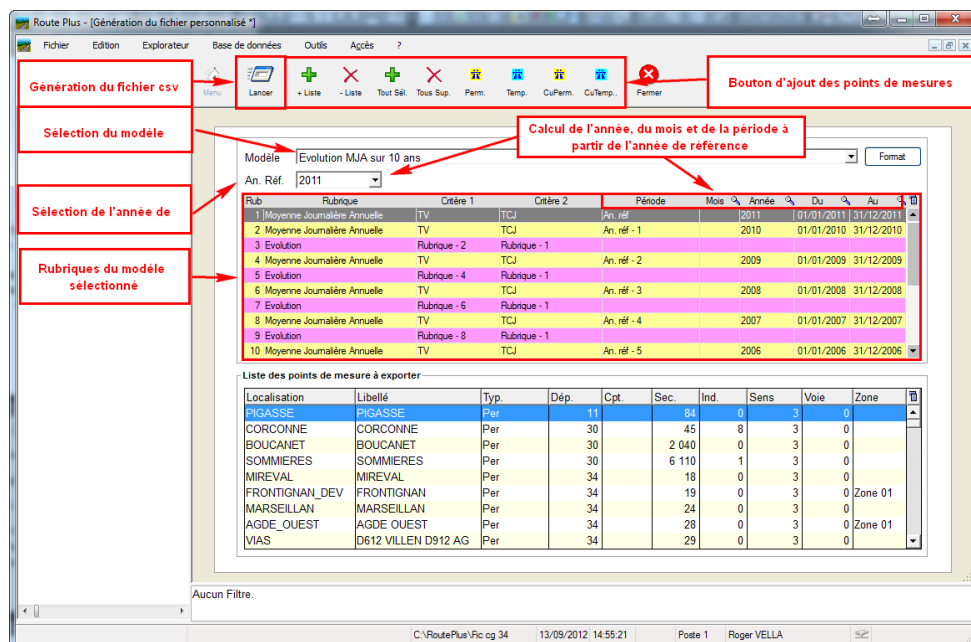 Route Plus - [Génération du fichier personnalisé *]
Fichier Edition Explorateur Base de données Outils Accès ?
Génération du fichier csv
Menu Lancer + Liste - Liste Tout Sél. Tous Sup. Perm. Temp. CuPerm. CuTemp.. Fermer
Bouton d'ajout des points de mesures
Sélection du modèle
Calcul de l'année, du mois et de la période à
partir de l'année de référence
Modèle Evolution MJA sur 10 ans Format
An. Réf. 2011
Sélection de l'année de
Rubriques du modèle
sélectionné
Rub Rubrique Critère 1 Critère 2 Période Mois Année Du Au
1 Moyenne Journalière Annuelle TV TCJ An. réf 2011 01/01/2011 31/12/2011
2 Moyenne Journalière Annuelle TV TCJ An. réf - 1 2010 01/01/2010 31/12/2010
3 Evolution Rubrique - 2 Rubrique - 1
4 Moyenne Journalière Annuelle TV TCJ An. réf - 2 2009 01/01/2009 31/12/2009
5 Evolution Rubrique - 4 Rubrique - 1
6 Moyenne Journalière Annuelle TV TCJ An. réf - 3 2008 01/01/2008 31/12/2008
7 Evolution Rubrique - 6 Rubrique - 1
8 Moyenne Journalière Annuelle TV TCJ An. réf - 4 2007 01/01/2007 31/12/2007
9 Evolution Rubrique - 8 Rubrique - 1
10 Moyenne Journalière Annuelle TV TCJ An. réf - 5 2006 01/01/2006 31/12/2006
Liste des points de mesure à exporter
Localisation Libellé Typ. Dép. Cpt. Sec. Ind. Sens Voie Zone
PIGASSE PIGASSE Per 11 84 0 3 0
CORCONNE CORCONNE Per 30 45 8 3 0
BOUCANET BOUCANET Per 30 2 040 0 3 0
SOMMIERES SOMMIERES Per 30 6 110 1 3 0
MIREVAL MIREVAL Per 34 18 0 3 0
FRONTIGNAN_DEV FRONTIGNAN Per 34 19 0 3 0 Zone 01
MARSEILLAN MARSEILLAN Per 34 24 0 3 0
AGDE_OUEST AGDE OUEST Per 34 28 0 3 0 Zone 01
VIAS D612 VILLEN D912 AG Per 34 29 0 3 0
Aucun Filtre.
C:\RoutePlus\Fic cg 34 13/09/2012 14:55:21 Poste 1 Roger VELLA